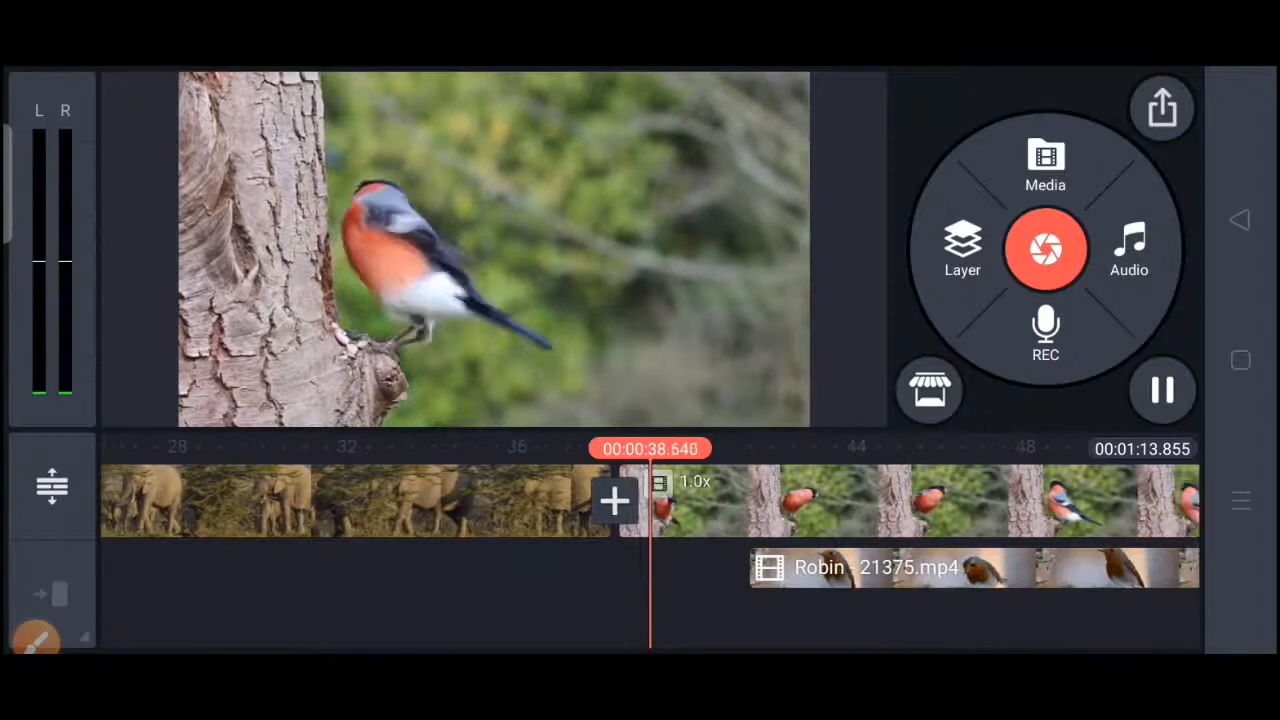 L R
Media
Layer
Audio
REC
28 32 36 00:00:38.640 44 48 00:01:13.855
1.0x
Robin - 21375.mp4